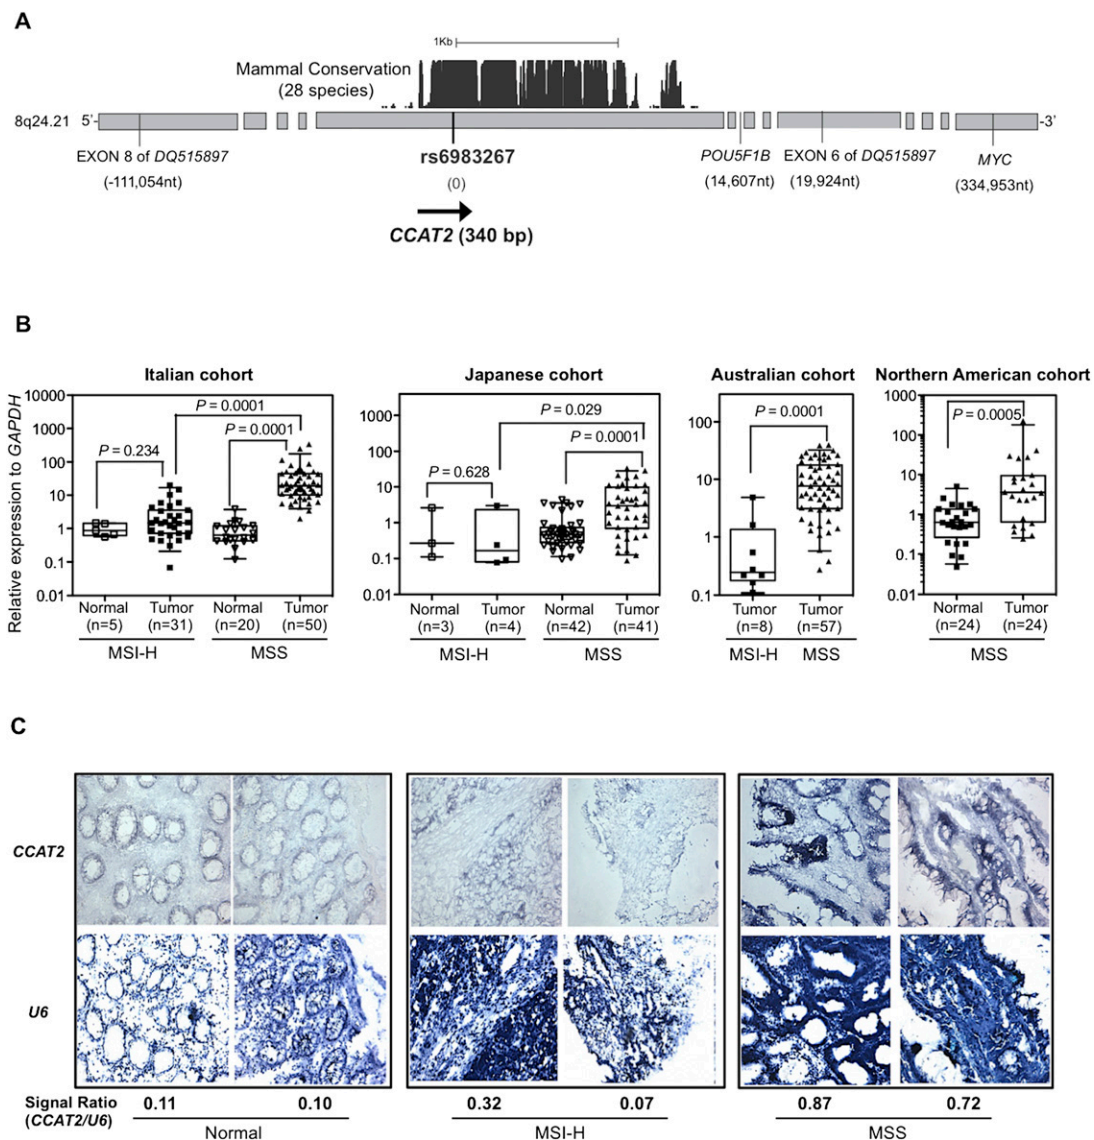 A
1Kb
Mammal Conservation
(28 species)
8q24.21 5'- -3'
EXON 8 of DQ515897
(-111,054nt)
rs6983267
(0)
CCAT2 (340 bp)
POU5F1B
(14,607nt)
EXON 6 of DQ515897
(19,924nt)
MYC
(334,953nt)
B
Relative expression to GAPDH
Italian cohort
10000
1000
100
10
1
0.1
0.01
P = 0.234
P = 0.0001
P = 0.0001
Normal Tumor Normal Tumor
(n=5) (n=31) (n=20) (n=50)
MSI-H MSS
Japanese cohort
1000
100
10
1
0.1
0.01
P = 0.628
P = 0.029
P = 0.0001
Normal Tumor Normal Tumor
(n=3) (n=4) (n=42) (n=41)
MSI-H MSS
Australian cohort
100
10
1
0.1
P = 0.0001
Tumor Tumor
(n=8) (n=57)
MSI-H MSS
Northern American cohort
1000
100
10
1
0.1
0.01
P = 0.0005
Normal Tumor
(n=24) (n=24)
MSS
C
CCAT2
U6
Signal Ratio
(CCAT2/U6)
0.11 0.10 0.32 0.07 0.87 0.72
Normal MSI-H MSS